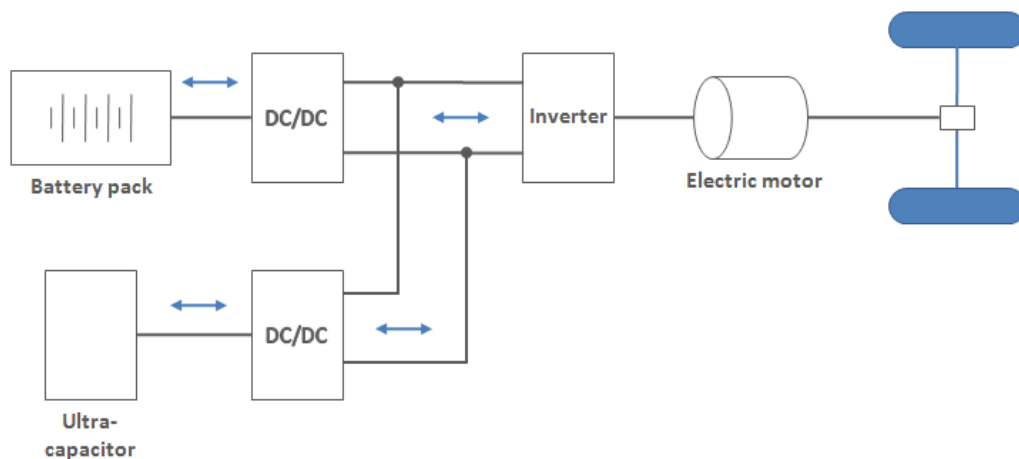 DC/DC
Inverter
Battery pack
Electric motor
DC/DC
Ultra-
capacitor